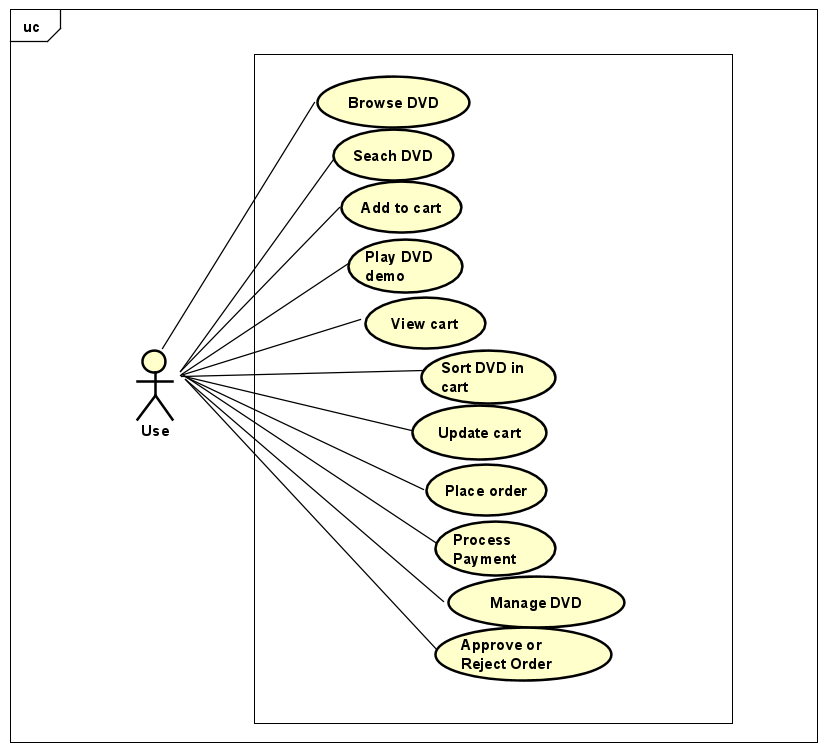 uc
Browse DVD
Seach DVD
Add to cart
Play DVD
demo
View cart
Sort DVD in
cart
Update cart
Use
Place order
Process
Payment
Manage DVD
Approve or
Reject Order